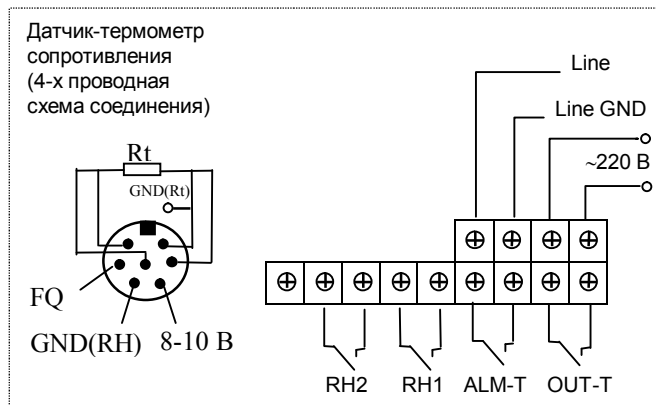 Датчик-термометр
сопротивления
(4-х проводная
схема соединения)
Line
Line GND
~220 В
Rt
GND(Rt)
FQ
GND(RH) 8-10 В
RH2 RH1 ALM-T OUT-T